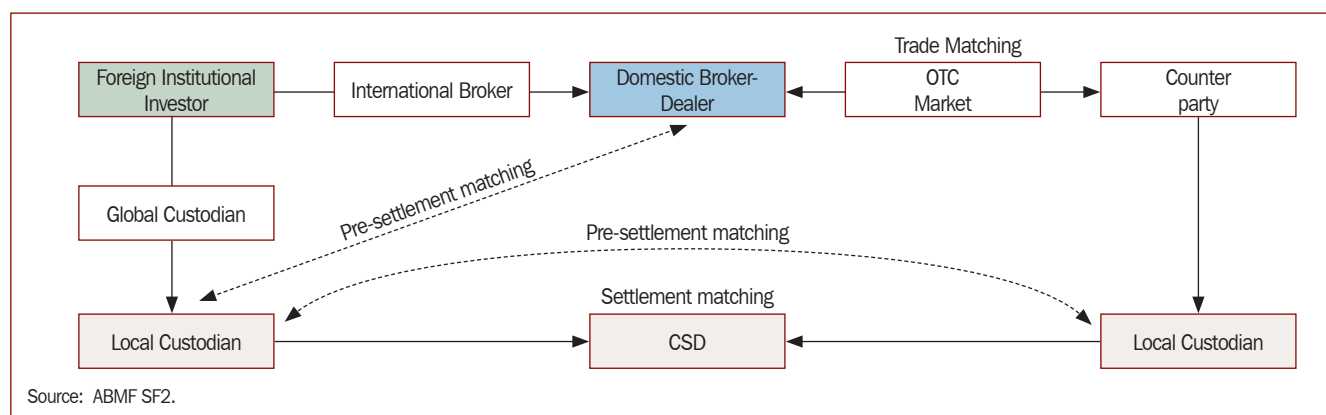 Trade Matching
Foreign Institutional
Investor
International Broker
Domestic Broker-
Dealer
OTC
Market
Counter
party
Global Custodian
Pre-settlement matching
Pre-settlement matching
Settlement matching
Local Custodian
CSD
Local Custodian
Source: ABMF SF2.